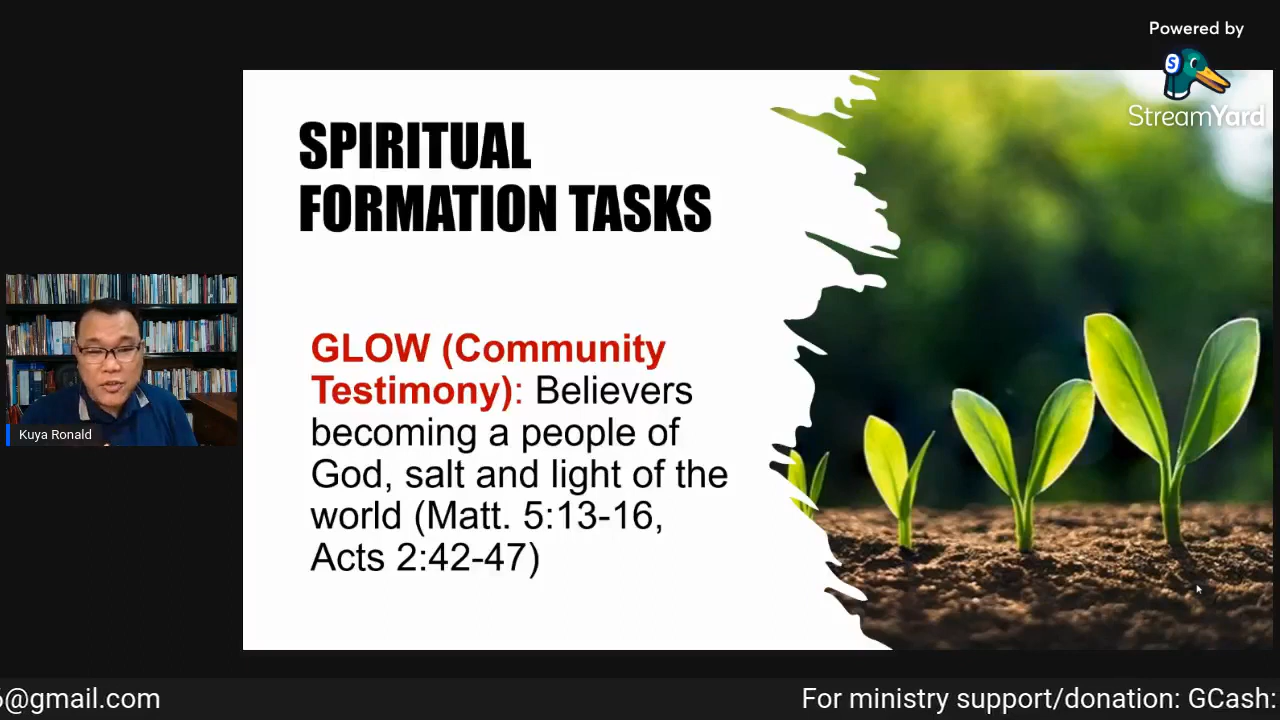 Powered by
S
StreamYard
SPIRITUAL
FORMATION TASKS
GLOW (Community
Testimony): Believers
becoming a people of
God, salt and light of the
world (Matt. 5:13-16,
Acts 2:42-47)
Kuya Ronald
@gmail.com
For ministry support/donation: GCash: